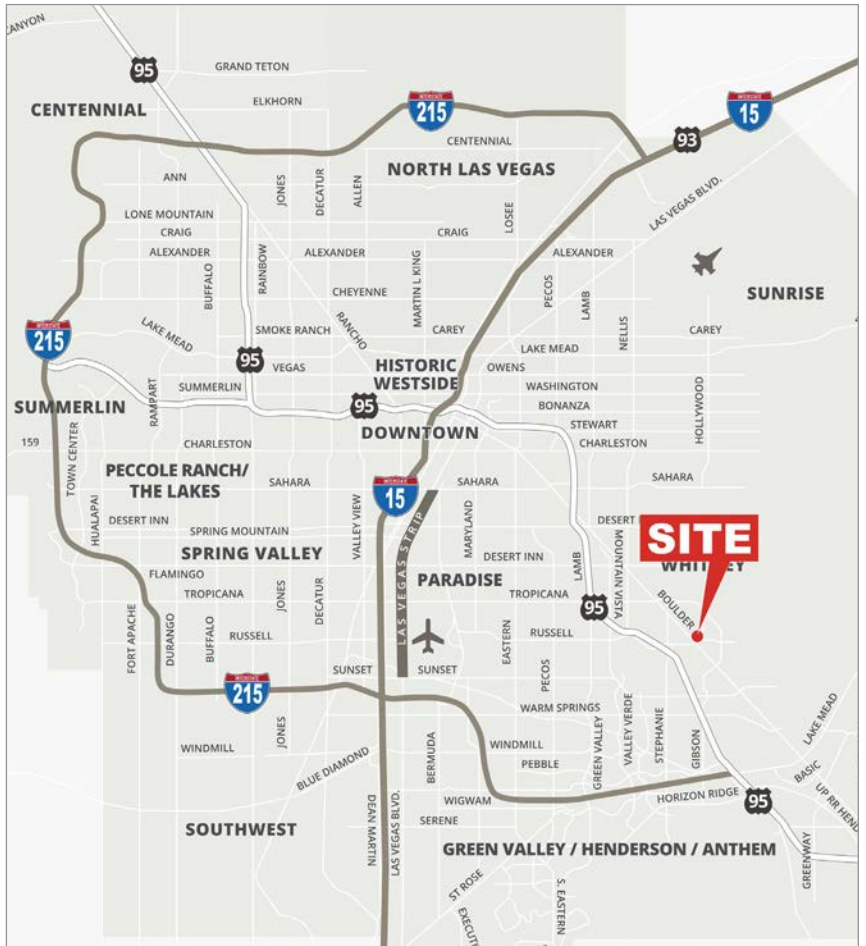 CANYON
95
GRAND TETON
ELKHORN
CENTENNIAL
INTERSTATE
215
INTERSTATE
15
93
CENTENNIAL
NORTH LAS VEGAS
LAS VEGAS BLVD.
ANN
JONES
DECATUR
ALLEN
LOSEE
LONE MOUNTAIN
CRAIG
CRAIG
ALEXANDER
ALEXANDER
ALEXANDER
BUFFALO
RAINBOW
MARTIN L KING
PECOS
LAMB
NELLIS
CHEYENNE
SUNRISE
RANCHO
LAKE MEAD
SMOKE RANCH
CAREY
CAREY
INTERSTATE
215
LAKE MEAD
95
VEGAS
HISTORIC
WESTSIDE
OWENS
RAMPART
SUMMERLIN
WASHINGTON
HOLLYWOOD
SUMMERLIN
95
BONANZA
STEWART
DOWNTOWN
159
TOWN CENTER
CHARLESTON
CHARLESTON
PECCOLE RANCH/
THE LAKES
SAHARA
INTERSTATE
15
SAHARA
SAHARA
HUALAPAI
DESERT INN
VALLEY VIEW
LAS VEGAS STRIP
MARYLAND
SPRING MOUNTAIN
SITE
SPRING VALLEY
DESERT INN
LAMB
MOUNTAIN VISTA
FLAMINGO
PARADISE
TROPICANA
JONES
DECATUR
TROPICANA
95
BOULDER
FORT APACHE
DURANGO
BUFFALO
RUSSELL
EASTERN
RUSSELL
SUNSET
SUNSET
PECOS
INTERSTATE
215
WARM SPRINGS
GREEN VALLEY
VALLEY VERDE
STEPHANIE
GIBSON
LAKE MEAD
WINDMILL
JONES
BLUE DIAMOND
BERMUDA
WINDMILL
PEBBLE
BASIC
WIGWAM
HORIZON RIDGE
95
SERENE
SOUTHWEST
DEAN MARTIN
LAS VEGAS BLVD.
GREEN VALLEY / HENDERSON / ANTHEM
GREENWAY
ST ROSE
S. EASTERN